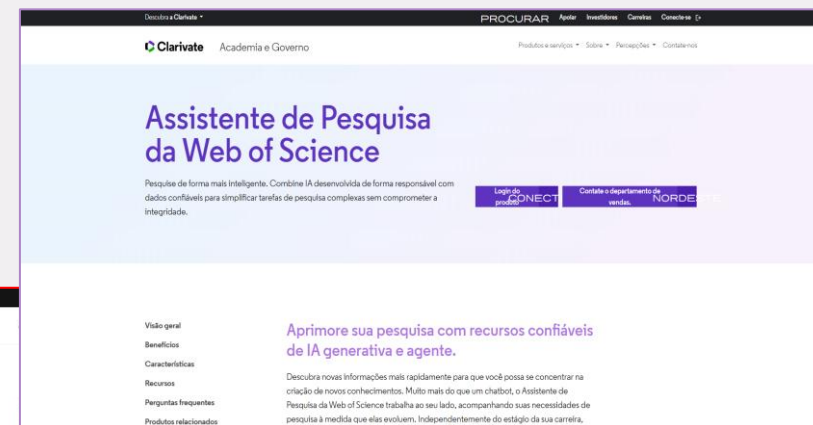 Descubra a Clarivate
PROCURAR Apoiar Investidores Carreiras Conecte-se
Clarivate Academia e Governo
Produtos e serviços Sobre Percepções Contate-nos
Assistente de Pesquisa
da Web of Science
Pesquise de forma mais inteligente. Combine IA desenvolvida de forma responsável com
dados confiáveis para simplificar tarefas de pesquisa complexas sem comprometer a
integridade.
Login do
produto
CONECT
Contate o departamento de
vendas.
NORDESTE
Visão geral
Benefícios
Características
Recursos
Perguntas frequentes
Produtos relacionados
Aprimore sua pesquisa com recursos confiáveis
de IA generativa e agente.
Descubra novas informações mais rapidamente para que você possa se concentrar na
criação de novos conhecimentos. Muito mais do que um chatbot, o Assistente de
Pesquisa da Web of Science trabalha ao seu lado, acompanhando suas necessidades de
pesquisa à medida que elas evoluem. Independentemente do estágio da sua carreira,